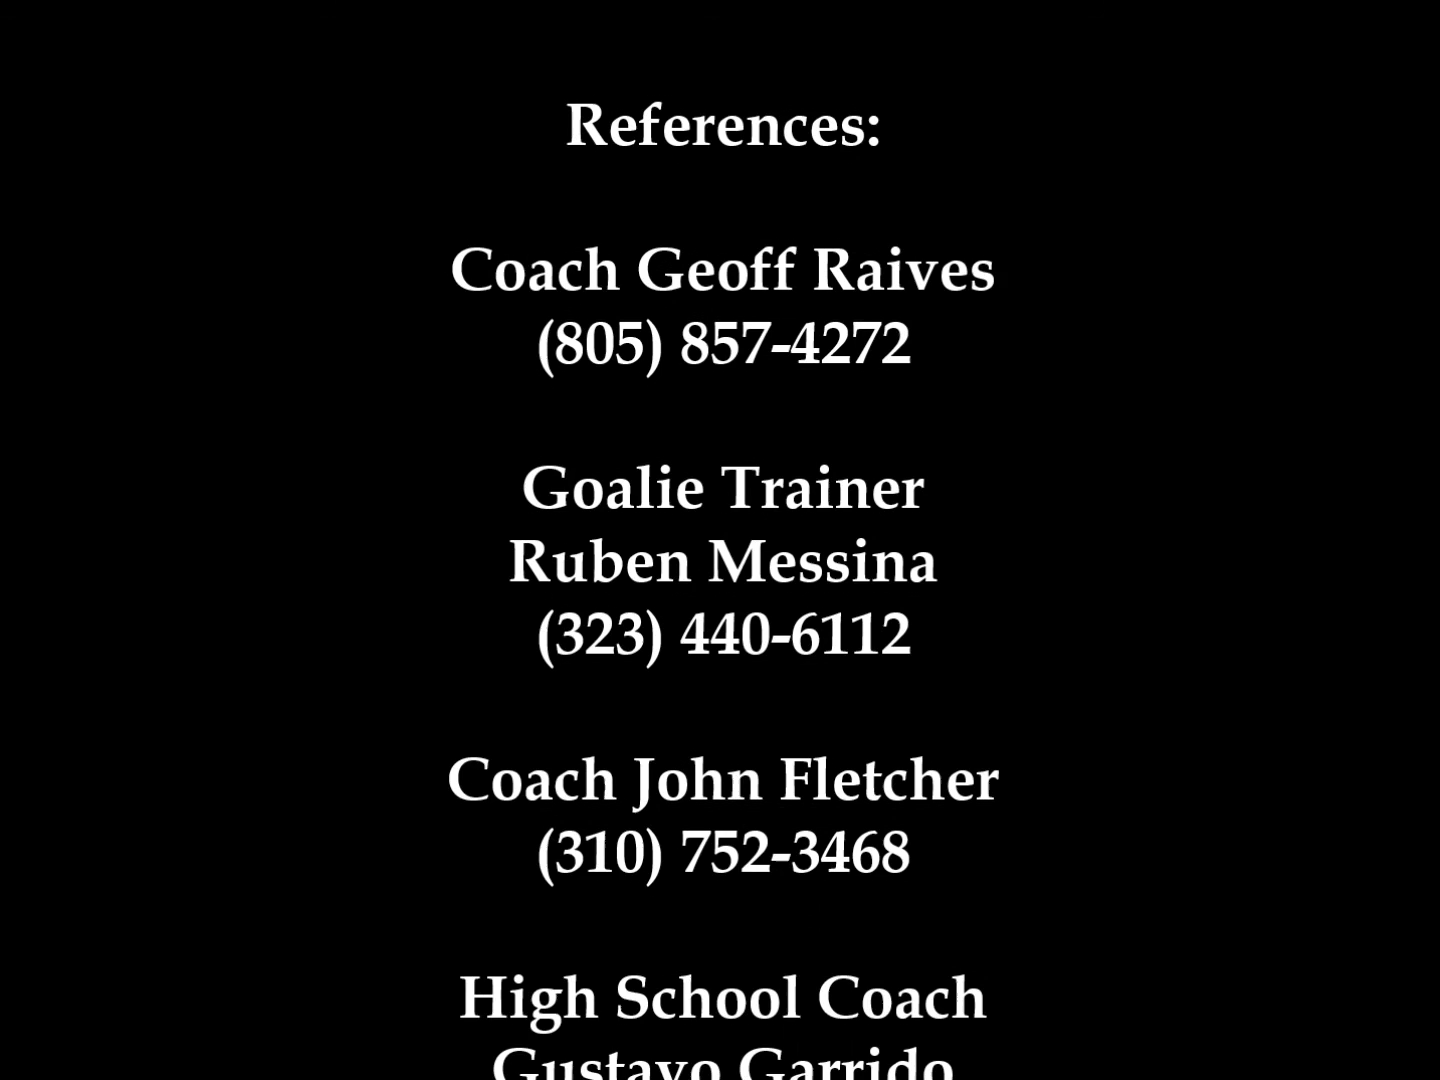 References:
Coach Geoff Raives
(805) 857-4272
Goalie Trainer
Ruben Messina
(323) 440-6112
Coach John Fletcher
(310) 752-3468
High School Coach
Gustavo Garrido